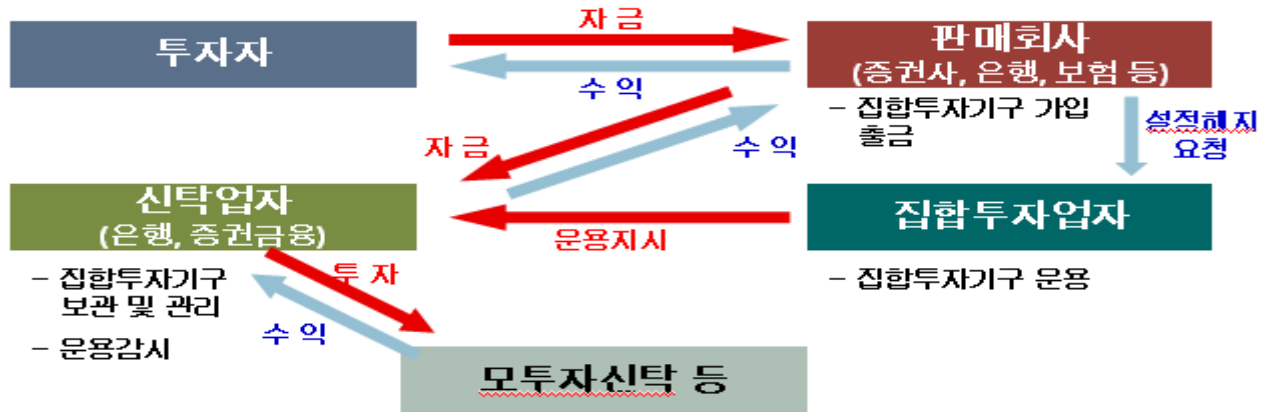 자 금
투자자
판매회사
(증권사, 은행, 보험 등)
수 익
– 집합투자기구 가입
출금
설정해지
요청
자 금
수 익
신탁업자
(은행, 증권금융)
집합투자업자
운용지시
– 집합투자기구
보관 및 관리
– 운용감시
투 자
수 익
– 집합투자기구 운용
모투자신탁 등